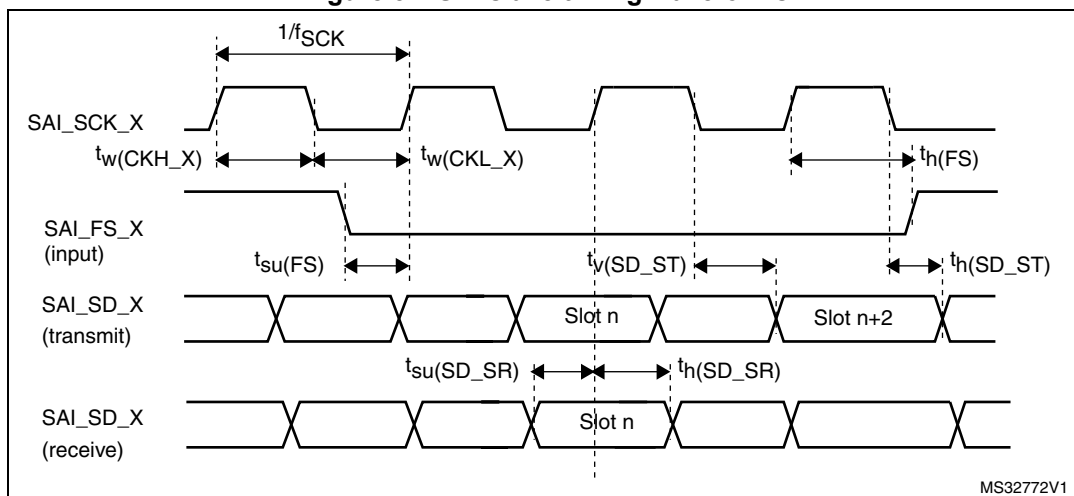 1/fSCK
SAI_SCK_X
tw(CKH_X)
tw(CKL_X)
th(FS)
SAI_FS_X
(input)
tsu(FS)
tv(SD_ST)
th(SD_ST)
SAI_SD_X
(transmit)
Slot n
Slot n+2
tsu(SD_SR)
th(SD_SR)
SAI_SD_X
(receive)
Slot n
MS32772V1